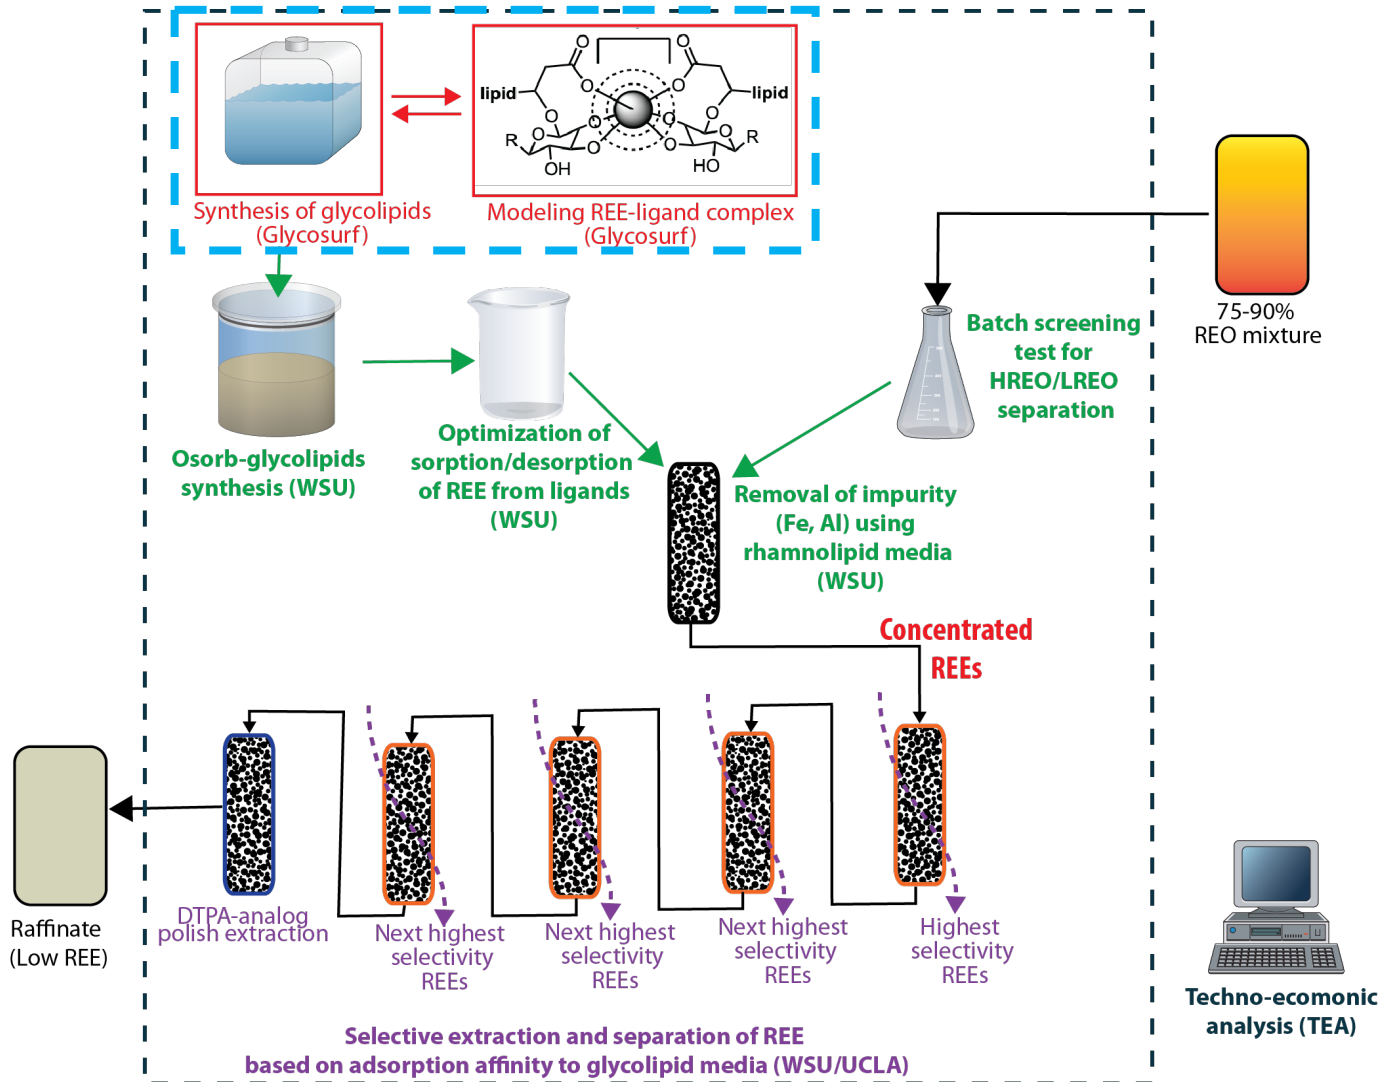 lipid
O
O
O
O
O
O
R
OH
O
O
O
O
O
O
lipid
R
HO
Synthesis of glycolipids
(Glycosurf)
Modeling REE-ligand complex
(Glycosurf)
75-90%
REO mixture
Batch screening
test for
HREO/LREO
separation
Osorb-glycolipids
synthesis (WSU)
Optimization of
sorption/desorption
of REE from ligands
(WSU)
Removal of impurity
(Fe, Al) using
rhamnolipid media
(WSU)
Concentrated
REEs
Raffinate
(Low REE)
DTPA-analog
polish extraction
Next highest
selectivity
REEs
Next highest
selectivity
REEs
Next highest
selectivity
REEs
Highest
selectivity
REEs
Techno-ecomonic
analysis (TEA)
Selective extraction and separation of REE
based on adsorption affinity to glycolipid media (WSU/UCLA)